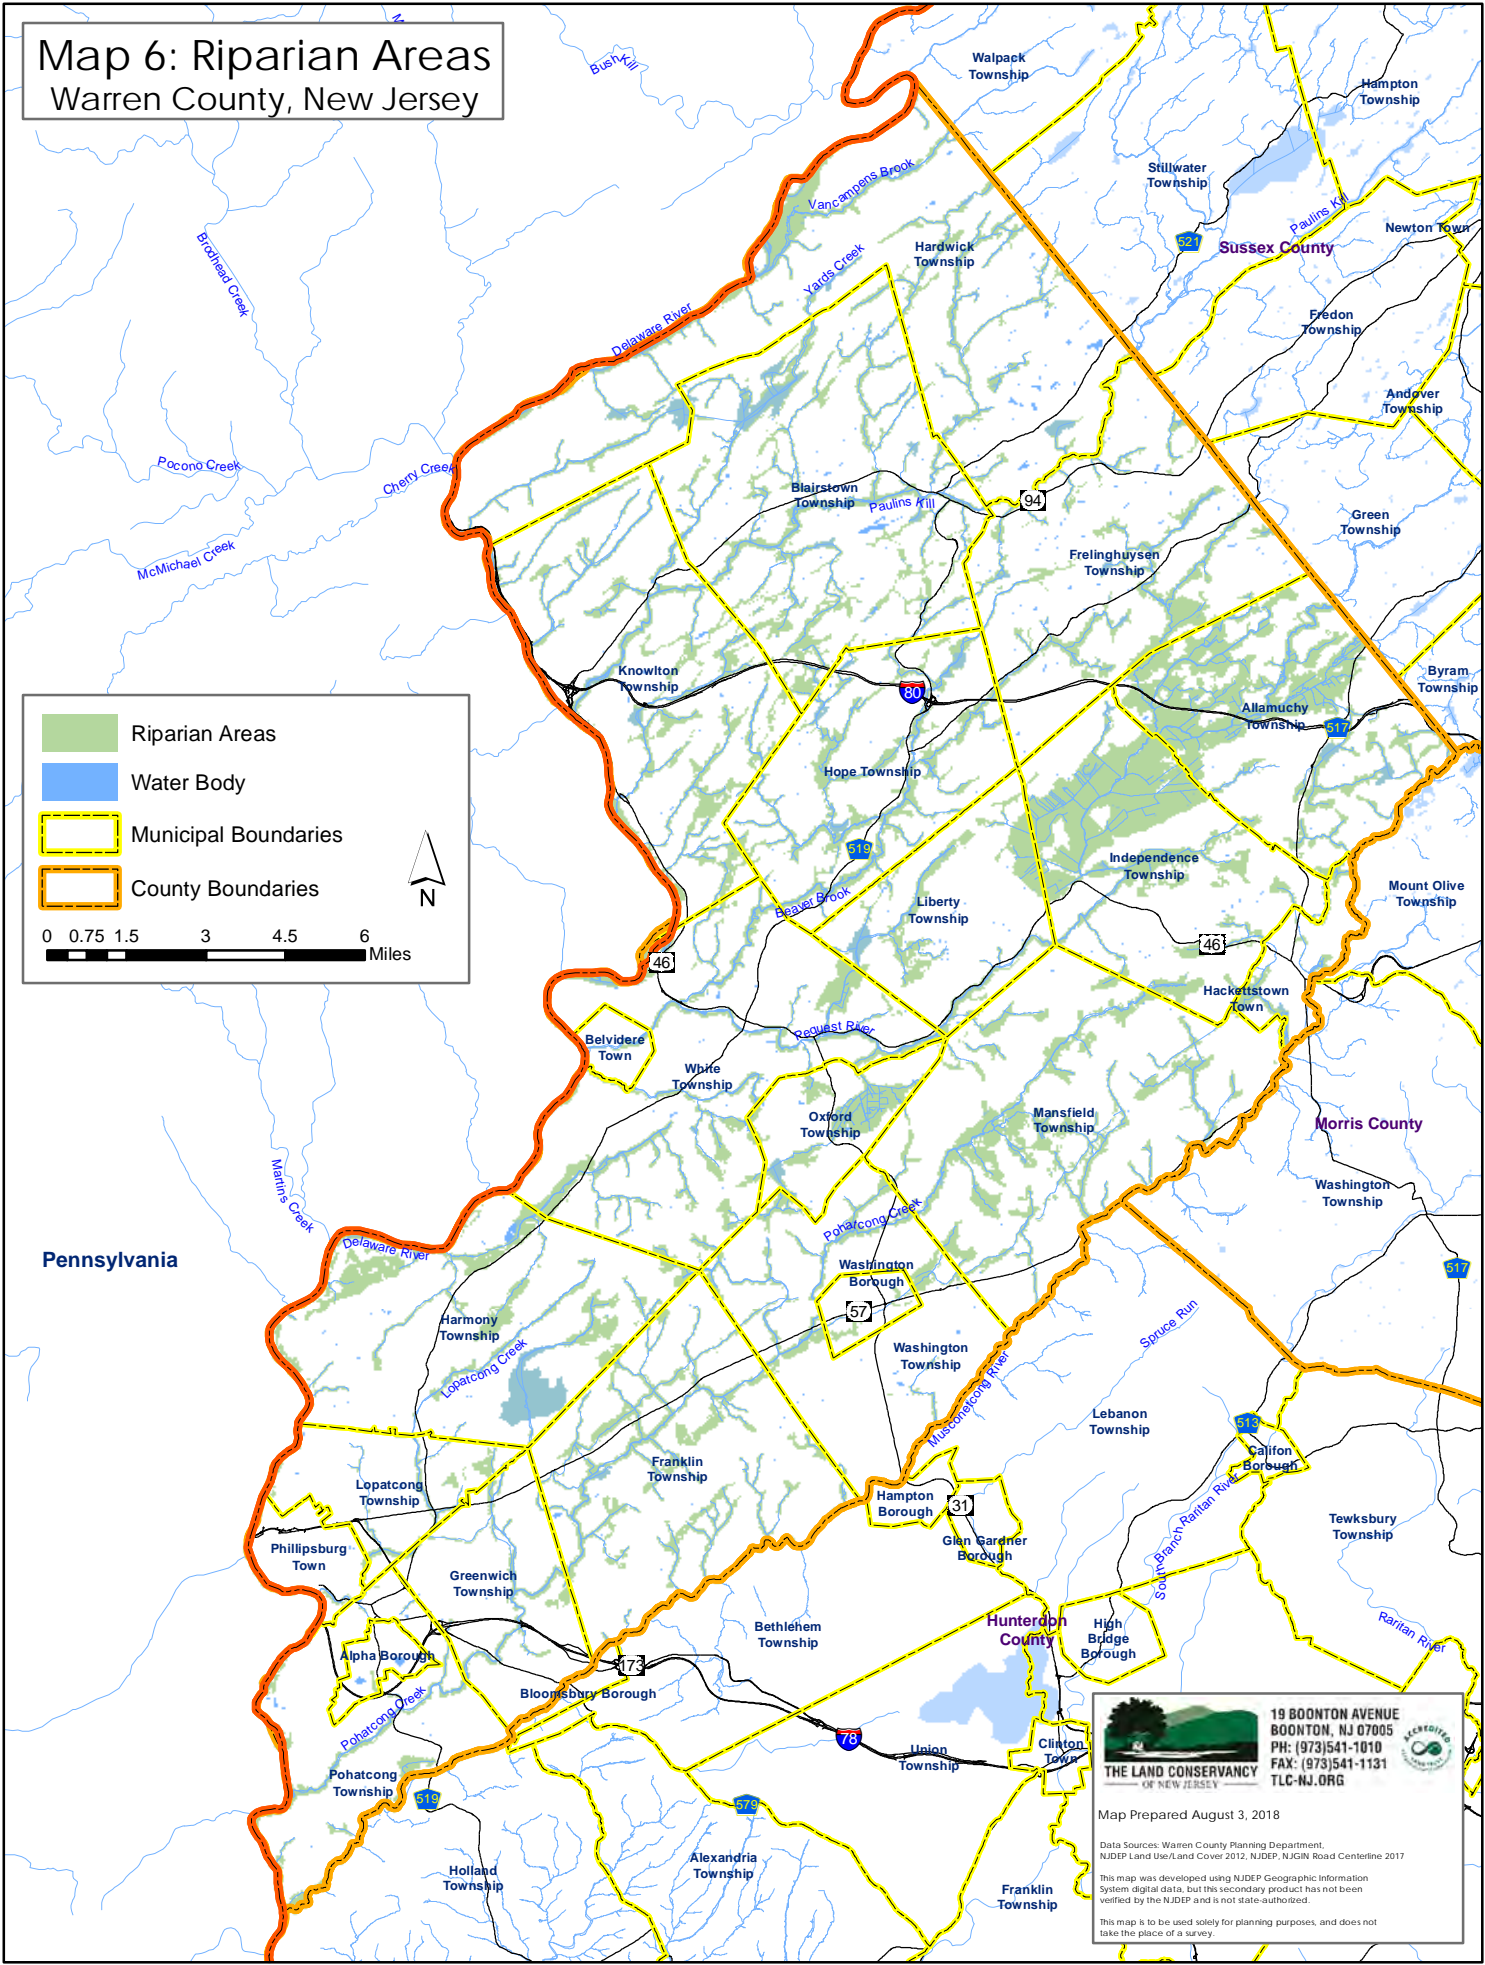 Map 6: Riparian Areas
Warren County, New Jersey
Bush Kill
Walpack
Township
Hampton
Township
Stillwater
Township
Vancampens Brook
Paulins Kill
Newton Town
521
Sussex County
Hardwick
Township
Yards Creek
Brodhead Creek
Delaware River
Fredon
Township
Andover
Township
Pocono Creek
Cherry Creek
Blairstown
Township
Paulins Kill
94
Green
Township
McMichael Creek
Frelinghuysen
Township
Knowlton
Township
80
Byram
Township
Allamuchy
Township
517
Riparian Areas
Water Body
Municipal Boundaries
County Boundaries
N
0 0.75 1.5 3 4.5 6
Miles
Hope Township
519
Independence
Township
Mount Olive
Township
Beaver Brook
Liberty
Township
46
46
Hackettstown
Town
Request River
Belvidere
Town
White
Township
Oxford
Township
Mansfield
Township
Morris County
Martins Creek
Washington
Township
Pohatcong Creek
Pennsylvania
Delaware River
Washington
Borough
517
57
Harmony
Township
Spruce Run
Lopatcong Creek
Washington
Township
Musconetcong River
Lebanon
Township
513
Califon
Borough
Franklin
Township
Lopatcong
Township
Hampton
Borough
31
South Branch Raritan River
Tewksbury
Township
Phillipsburg
Town
Glen Gardner
Borough
Greenwich
Township
Bethlehem
Township
Hunterdon
County
High
Bridge
Borough
Raritan River
Alpha Borough
173
Bloomsbury Borough
Pohatcong Creek
78
Union
Township
Clinton
Town
Pohatcong
Township
519
579
Holland
Township
Alexandria
Township
Franklin
Township
THE LAND CONSERVANCY
OF NEW JERSEY
19 BOONTON AVENUE
BOONTON, NJ 07005
PH: (973)541-1010
FAX: (973)541-1131
TLC-NJ.ORG
ACCREDITED
Map Prepared August 3, 2018
Data Sources: Warren County Planning Department,
NJDEP Land Use/Land Cover 2012, NJDEP, NJGIN Road Centerline 2017
This map was developed using NJDEP Geographic Information
System digital data, but this secondary product has not been
verified by the NJDEP and is not state-authorized.
This map is to be used solely for planning purposes, and does not
take the place of a survey.